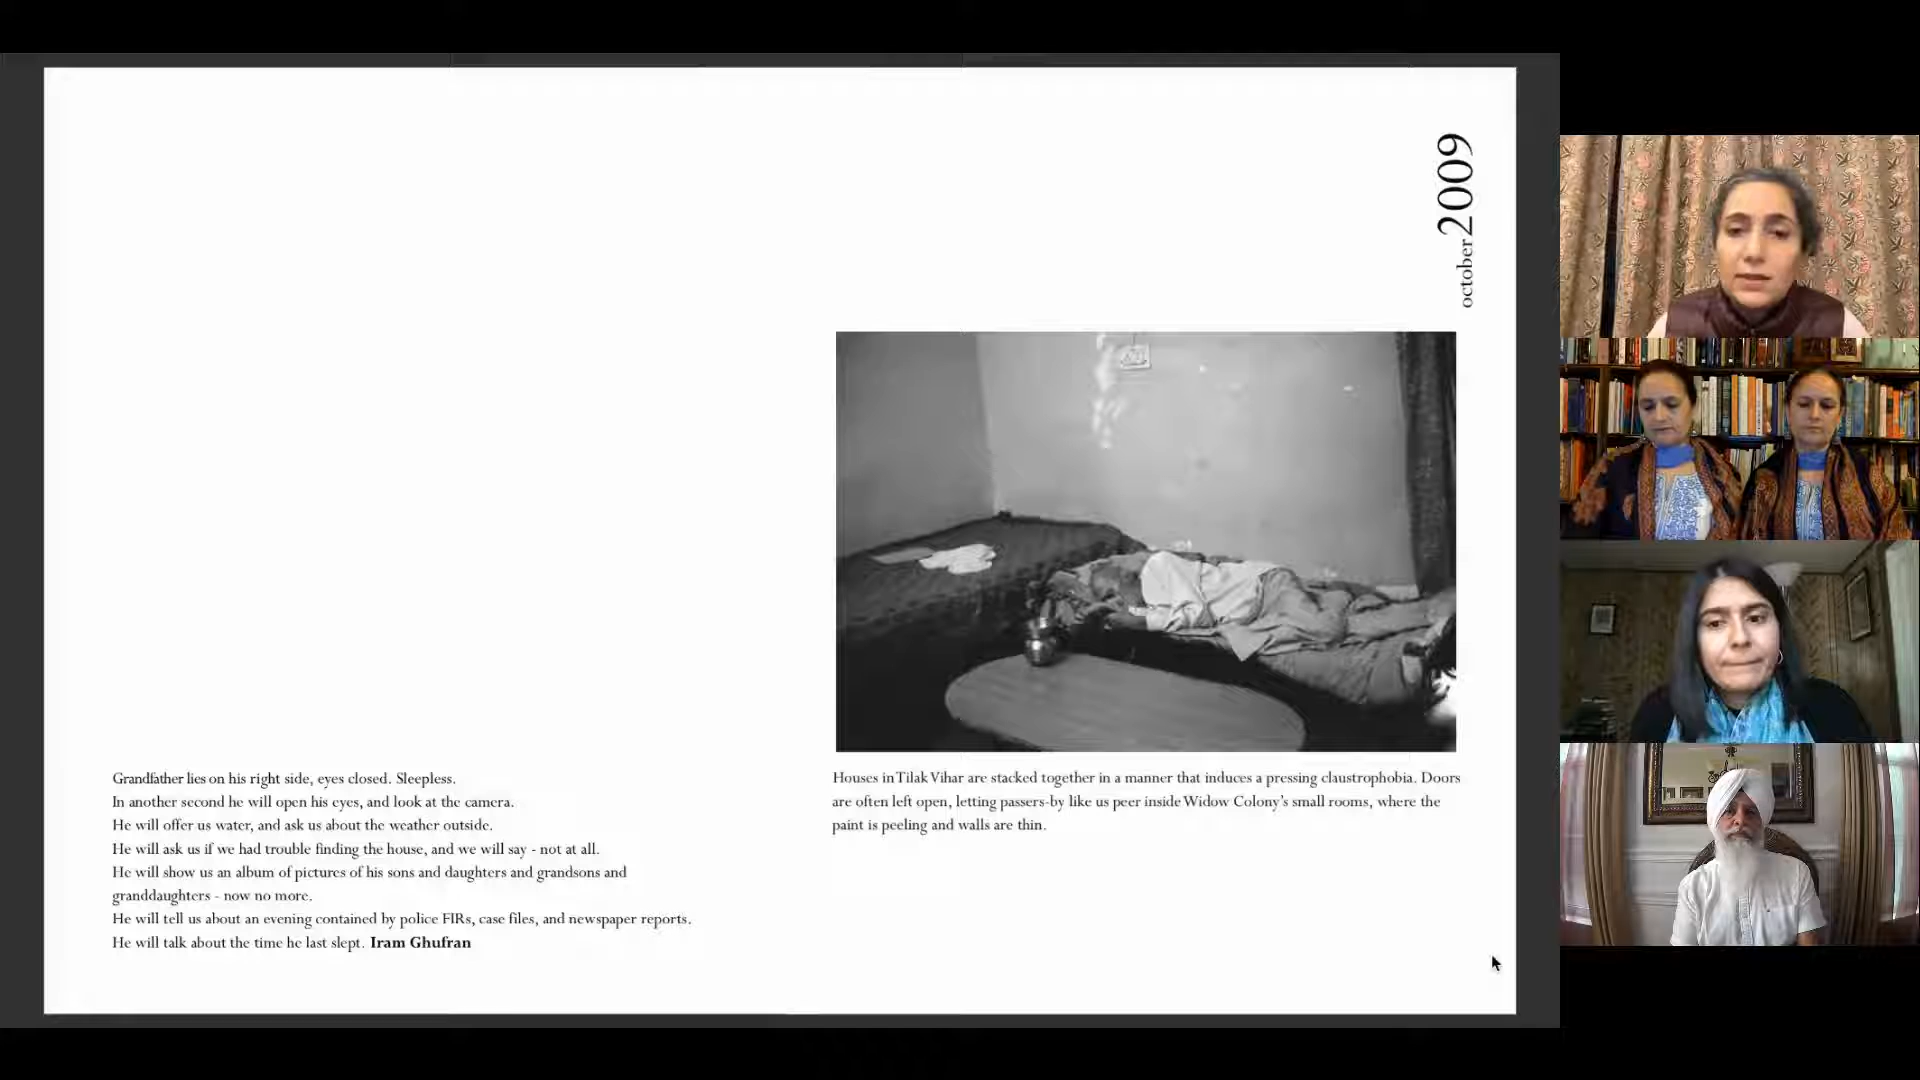 october 2009
Grandfather lies on his right side, eyes closed. Sleepless.
In another second he will open his eyes, and look at the camera.
He will offer us water, and ask us about the weather outside.
He will ask us if we had trouble finding the house, and we will say - not at all.
He will show us an album of pictures of his sons and daughters and grandsons and
granddaughters - now no more.
He will tell us about an evening contained by police FIRs, case files, and newspaper reports.
He will talk about the time he last slept. Iram Ghufran
Houses in Tilak Vihar are stacked together in a manner that induces a pressing claustrophobia. Doors
are often left open, letting passers-by like us peer inside Widow Colony's small rooms, where the
paint is peeling and walls are thin.